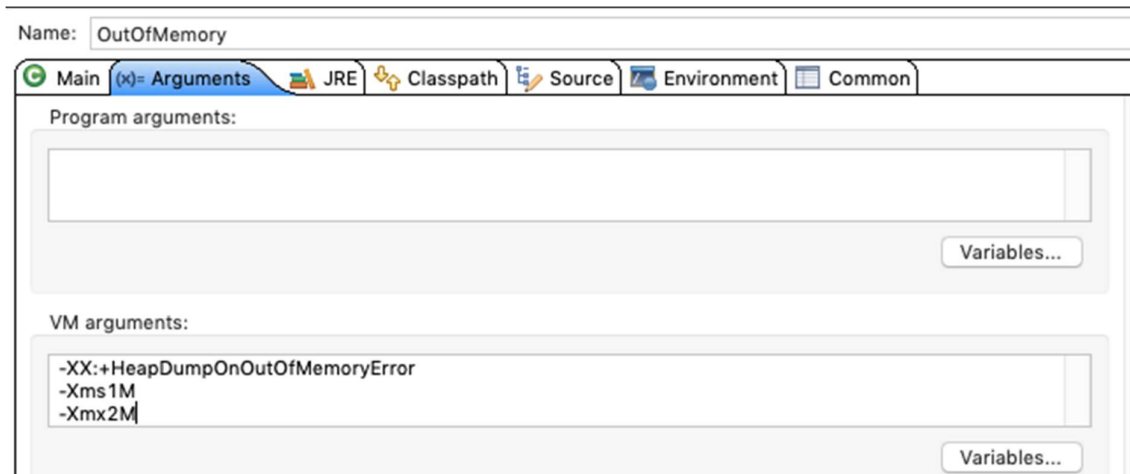 Name: OutOfMemory
Main (x)= Arguments JRE Classpath Source Environment Common
Program arguments:
Variables...
VM arguments:
-XX:+HeapDumpOnOutOfMemoryError
-Xms1M
-Xmx2M
Variables...